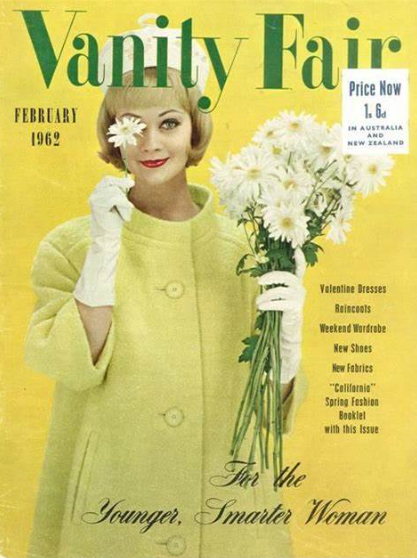 Vanity Fair
FEBRUARY
1962
Price Now
1s 6d
IN AUSTRALIA
AND
NEW ZEALAND
Valentine Dresses
Raincoats
Weekend Wardrobe
New Shoes
New Fabrics
"California"
Spring Fashion
Booklet
with this Issue
For the
Younger, Smarter Woman